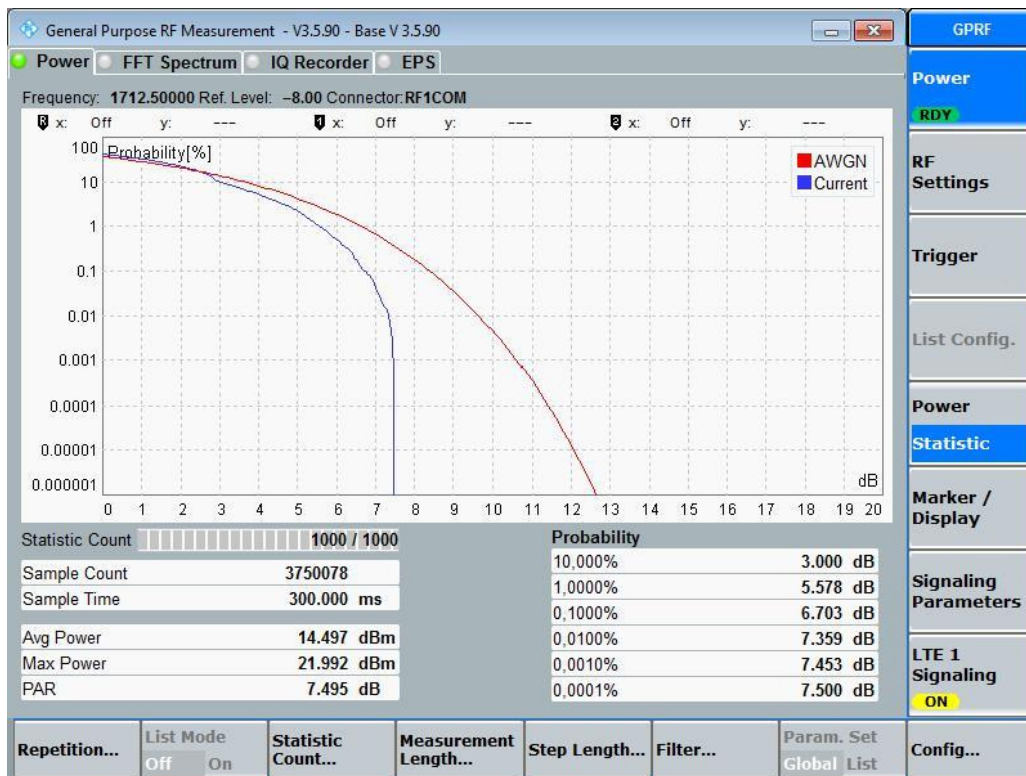 General Purpose RF Measurement - V3.5.90 - Base V 3.5.90
GPRF
Power FFT Spectrum IQ Recorder EPS
Power
RDY
Frequency: 1712.50000 Ref. Level: -8.00 Connector:RF1COM
R x: Off y: --- 1 x: Off y: --- 2 x: Off y: ---
Probability[%]
AWGN
Current
100
10
1
0.1
0.01
0.001
0.0001
0.00001
0.000001
dB
0 1 2 3 4 5 6 7 8 9 10 11 12 13 14 15 16 17 18 19 20
RF Settings
Trigger
List Config.
Power
Statistic
Marker / Display
Signaling Parameters
LTE 1 Signaling
ON
Statistic Count 1000 / 1000
Sample Count 3750078
Sample Time 300.000 ms
Avg Power 14.497 dBm
Max Power 21.992 dBm
PAR 7.495 dB
Probability
10,000% 3.000 dB
1,0000% 5.578 dB
0,1000% 6.703 dB
0,0100% 7.359 dB
0,0010% 7.453 dB
0,0001% 7.500 dB
Repetition...
List Mode
Off On
Statistic Count...
Measurement Length...
Step Length...
Filter...
Param. Set
Global List
Config...